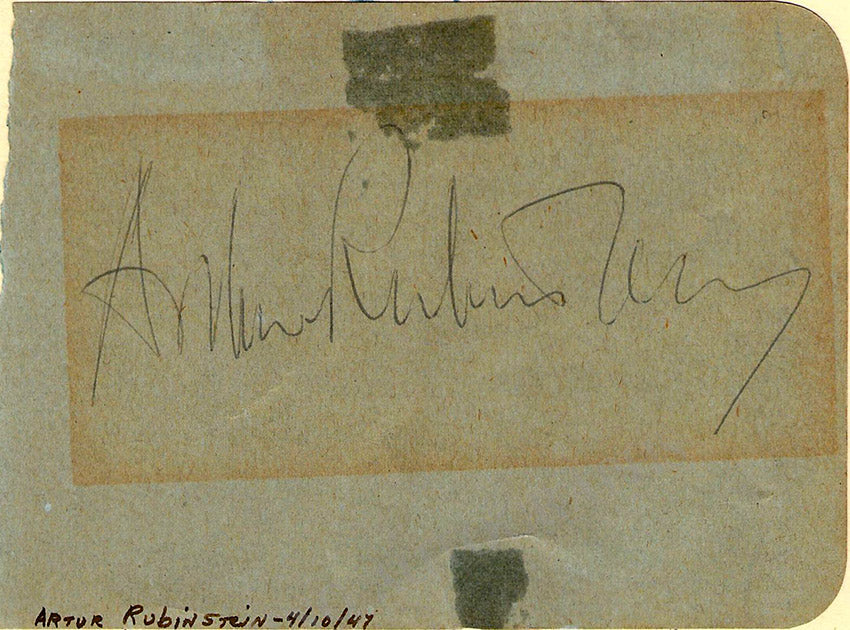 Arthur Rubinstein
ARTUR RUBINSTEIN-4/10/47